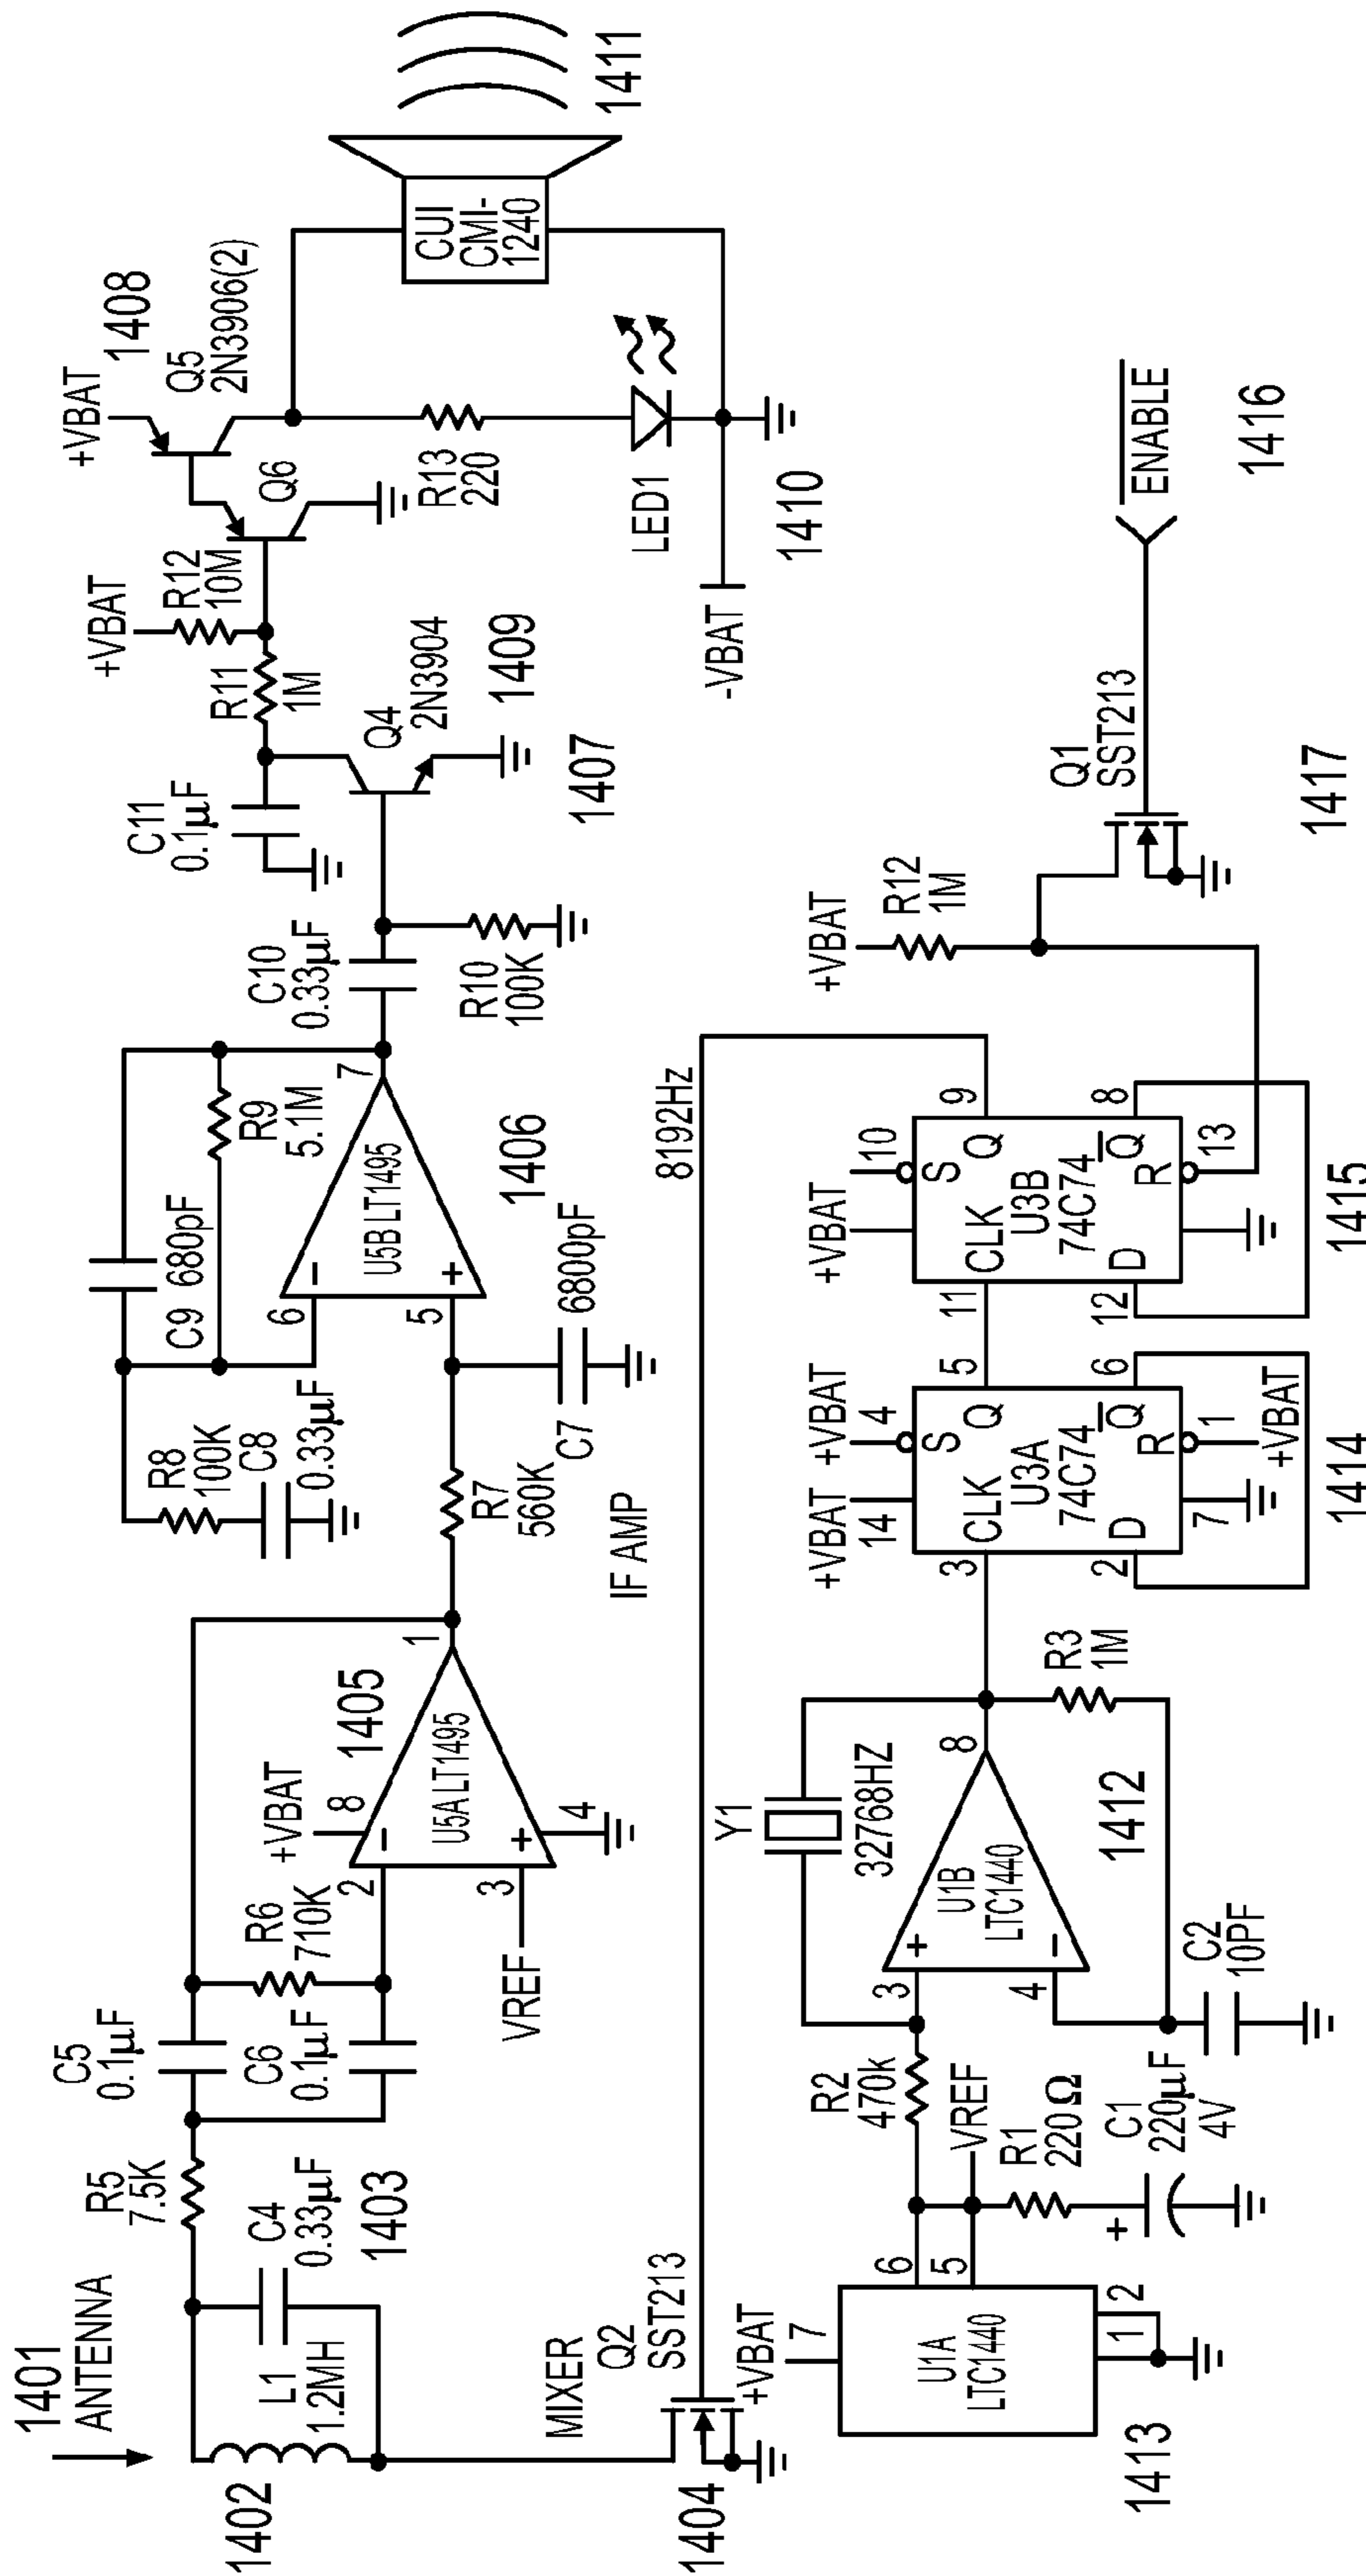 1401
ANTENNA
1402
L1
1.2MH
C4
0.33µF
1403
R5
7.5K
C5
0.1µF
C6
0.1µF
R6
710K
+VBAT
8
2
3
VREF
4
U5A LT1495
1405
1
R7
560K
IF AMP
C7
6800pF
R8
100K
C8
0.33µF
C9 680pF
R9
5.1M
6
5
U5B LT1495
7
1406
C10
0.33µF
R10
100K
C11
0.1µF
1407
Q4
2N3904
1409
R11
1M
+VBAT
R12
10M
Q6
+VBAT
1408
Q5
2N3906(2)
R13
220
LED1
1410
-VBAT
CUI
CMI-
1240
1411
MIXER
Q2
SST213
1404
8192Hz
+VBAT
7
U1A
LTC1440
1413
6
5
1 2
VREF
R1
220Ω
C1
220µF
4V
+
R2
470k
3
4
C2
10PF
Y1
32768HZ
U1B
LTC1440
8
1412
R3
1M
+VBAT
14
+VBAT
4
3
CLK
S
Q
5
U3A
74C74
2
D
Q
6
R
7
1
+VBAT
1414
+VBAT
10
11
CLK
S
Q
9
U3B
74C74
12
D
Q
8
R
13
1415
+VBAT
R12
1M
Q1
SST213
1417
ENABLE
1416